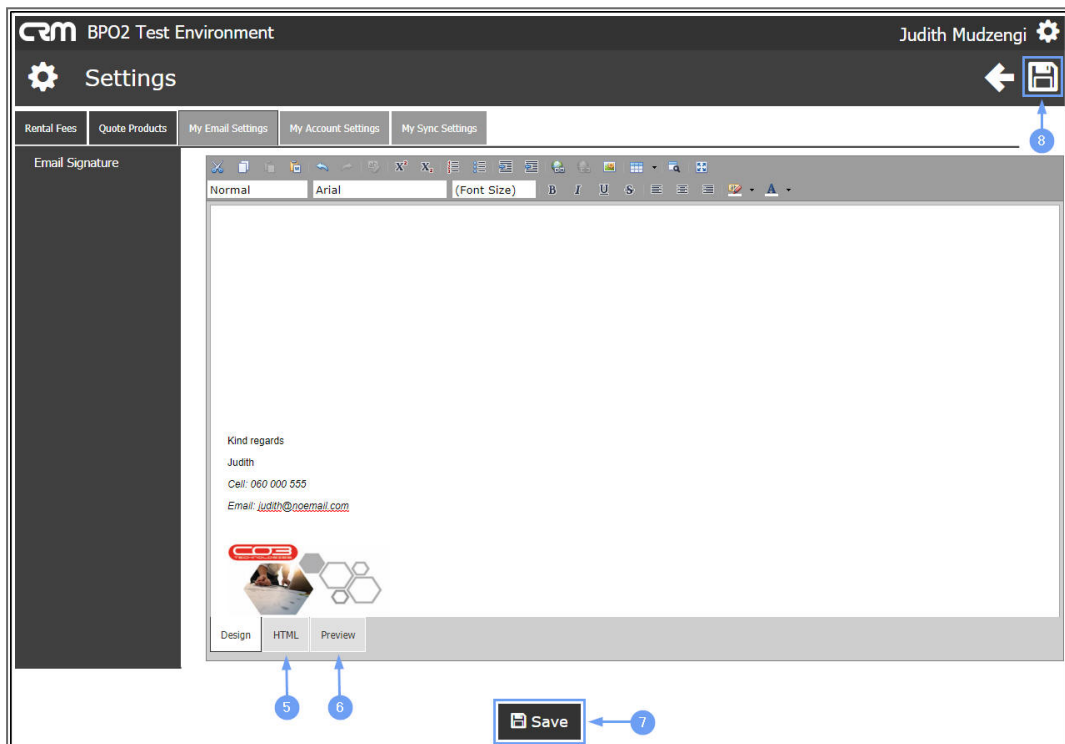 CRM BPO2 Test Environment Judith Mudzengi
Settings
8
Rental Fees Quote Products My Email Settings My Account Settings My Sync Settings
Email Signature
Normal Arial (Font Size) B I U S A
Kind regards
Judith
Cell: 060 000 555
Email: judith@noemail.com
CO3
Design HTML Preview
5 6
Save 7